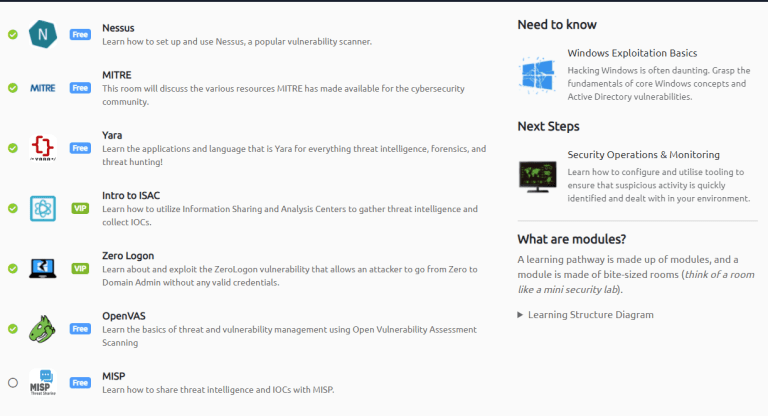 N
Free
Nessus
Learn how to set up and use Nessus, a popular vulnerability scanner.
MITRE
Free
MITRE
This room will discuss the various resources MITRE has made available for the cybersecurity
community.
YARA
Free
Yara
Learn the applications and language that is Yara for everything threat intelligence, forensics, and
threat hunting!
VIP
Intro to ISAC
Learn how to utilize Information Sharing and Analysis Centers to gather threat intelligence and
collect IOCs.
VIP
Zero Logon
Learn about and exploit the ZeroLogon vulnerability that allows an attacker to go from Zero to
Domain Admin without any valid credentials.
Free
OpenVAS
Learn the basics of threat and vulnerability management using Open Vulnerability Assessment
Scanning
MISP
Threat Sharing
Free
MISP
Learn how to share threat intelligence and IOCs with MISP.
Need to know
Windows Exploitation Basics
Hacking Windows is often daunting. Grasp the
fundamentals of core Windows concepts and
Active Directory vulnerabilities.
Next Steps
Security Operations & Monitoring
Learn how to configure and utilise tooling to
ensure that suspicious activity is quickly
identified and dealt with in your environment.
What are modules?
A learning pathway is made up of modules, and a
module is made of bite-sized rooms (think of a room
like a mini security lab).
Learning Structure Diagram